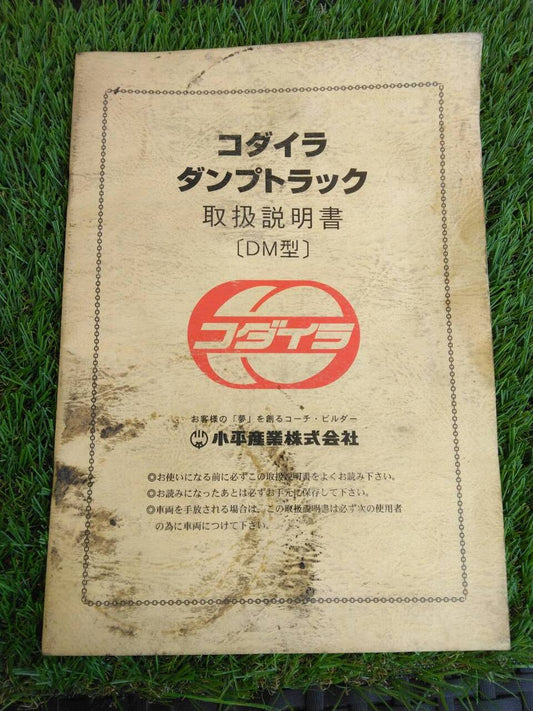 コダイラ
ダンプトラック
取扱説明書
〔DM型〕
コダイラ
お客様の「夢」を創るコーチ・ビルダー
小平産業株式会社
◎お使いになる前に必ずこの取扱説明書をよくお読み下さい。
◎お読みになったあとは必ずお手元に保存して下さい。
◎車両を手放される場合は、この取扱説明書は必ず次の使用者
の為に車両につけて下さい。